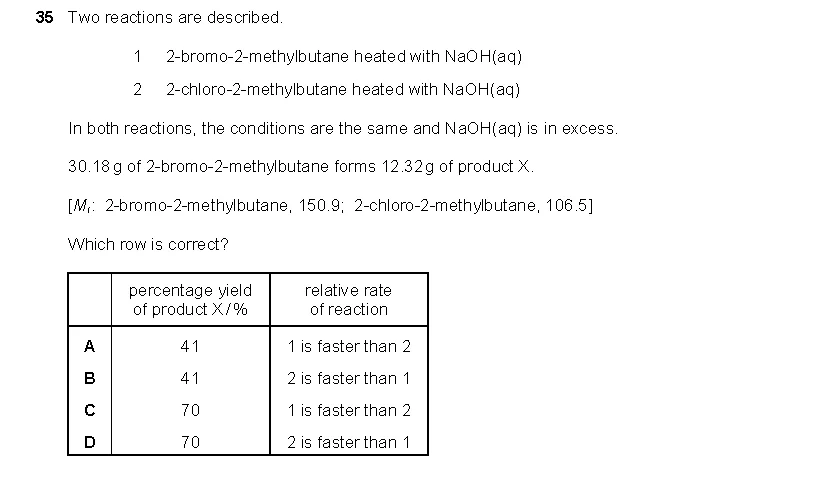 35 Two reactions are described.
1 2-bromo-2-methylbutane heated with NaOH(aq)
2 2-chloro-2-methylbutane heated with NaOH(aq)
In both reactions, the conditions are the same and NaOH(aq) is in excess.
30.18 g of 2-bromo-2-methylbutane forms 12.32 g of product X.
[Mr: 2-bromo-2-methylbutane, 150.9; 2-chloro-2-methylbutane, 106.5]
Which row is correct?
percentage yield of product X / % relative rate of reaction
A 41 1 is faster than 2
B 41 2 is faster than 1
C 70 1 is faster than 2
D 70 2 is faster than 1